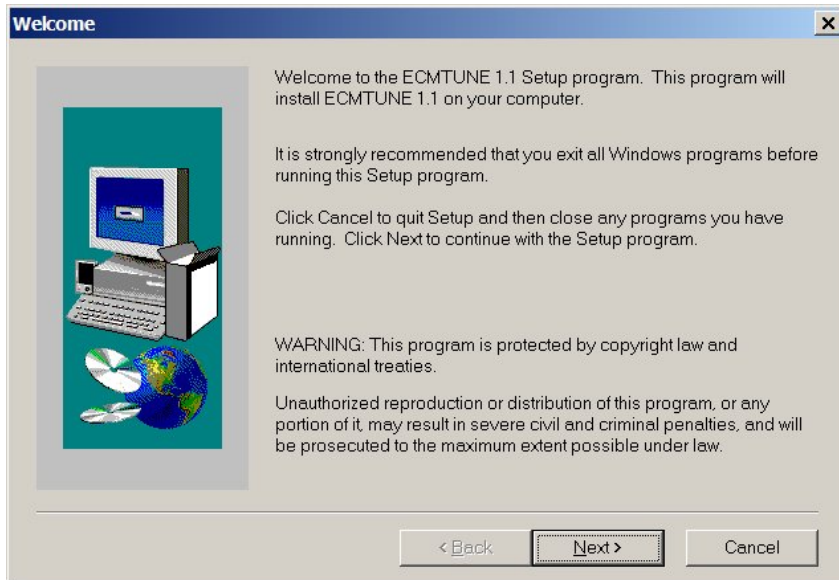 Welcome
Welcome to the ECMTUNE 1.1 Setup program. This program will
install ECMTUNE 1.1 on your computer.
It is strongly recommended that you exit all Windows programs before
running this Setup program.
Click Cancel to quit Setup and then close any programs you have
running. Click Next to continue with the Setup program.
WARNING: This program is protected by copyright law and
international treaties.
Unauthorized reproduction or distribution of this program, or any
portion of it, may result in severe civil and criminal penalties, and will
be prosecuted to the maximum extent possible under law.
< Back Next > Cancel